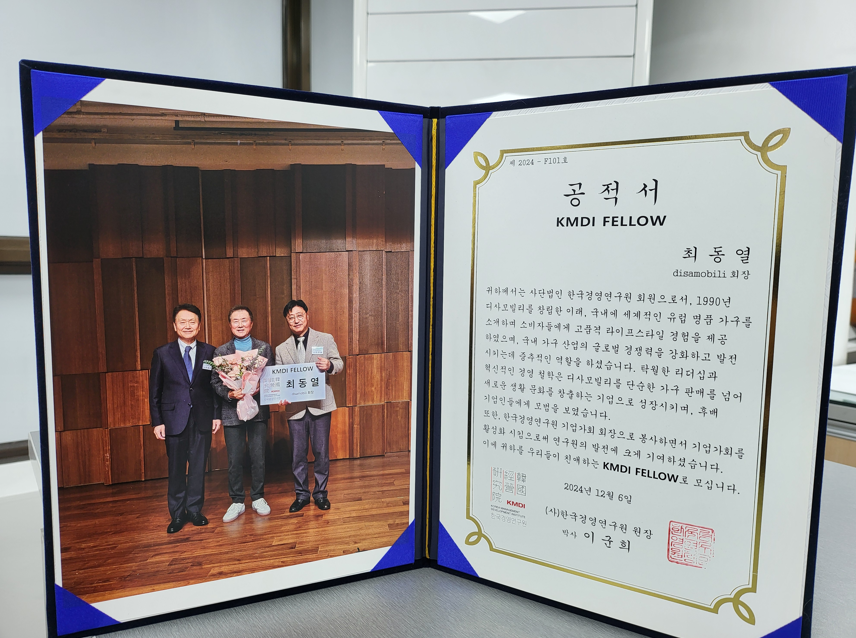 KMDI FELLOW
최동열
제 2024 - F101호
공 적 서
KMDI FELLOW
최 동 열
disamobili 회장
귀하께서는 사단법인 한국경영연구원 회원으로서, 1990년
디사모빌리를 창립한 이래, 국내에 세계적인 유럽 명품 가구를
소개하며 소비자들에게 고품격 라이프스타일 경험을 제공
하였으며, 국내 가구 산업의 글로벌 경쟁력을 강화하고 발전
시키는데 중추적인 역할을 하였습니다. 탁월한 리더십과
혁신적인 경영 철학은 디사모빌리를 단순한 가구 판매를 넘어
새로운 생활 문화를 창출하는 기업으로 성장시키며, 후배
기업인들에게 모범을 보였습니다.
또한, 한국경영연구원 기업가회 회장으로 봉사하면서 기업가회를
활성화 시킴으로써 연구원의 발전에 크게 기여하셨습니다.
이에 귀하를 우리들이 친애하는 KMDI FELLOW로 모십니다.
2024년 12월 6일
KMDI
(사)한국경영연구원 원장
박사 이 군 희